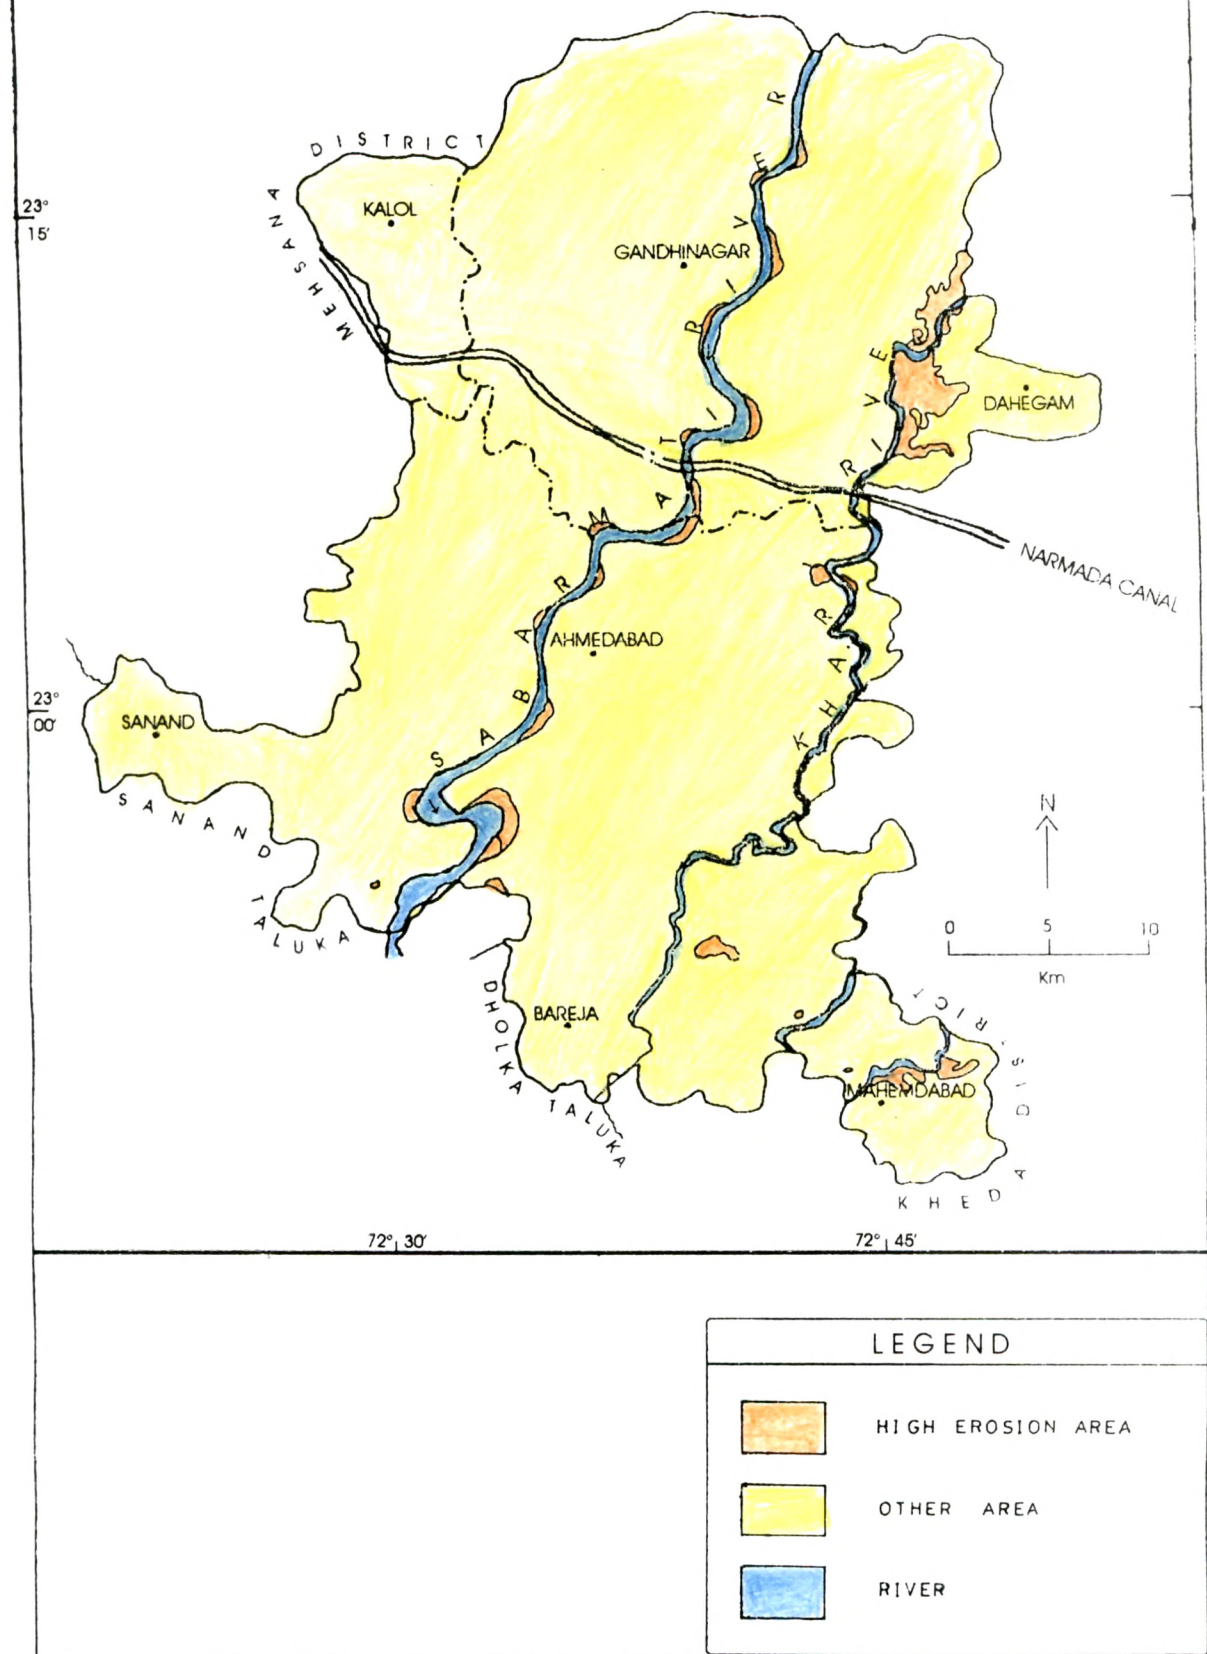 MEHSANA DISTRICT
KALOL
23°
15'
GANDHINAGAR
SABARMATI RIVER
DAHEGAM
KHARI RIVER
NARMADA CANAL
AHMEDABAD
23°
00'
SANAND
SANAND TALUKA
N
0 5 10
Km
BAREJA
DHOLKA TALUKA
MAHEMDABAD
KHEDA DIS.RICT
72° 30' 72° 45'
LEGEND
HIGH EROSION AREA
OTHER AREA
RIVER